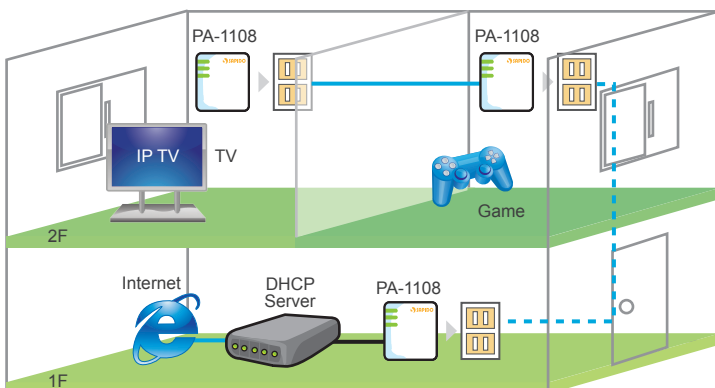 PA-1108
PA-1108
IP TV
TV
Game
2F
Internet
DHCP
Server
PA-1108
1F